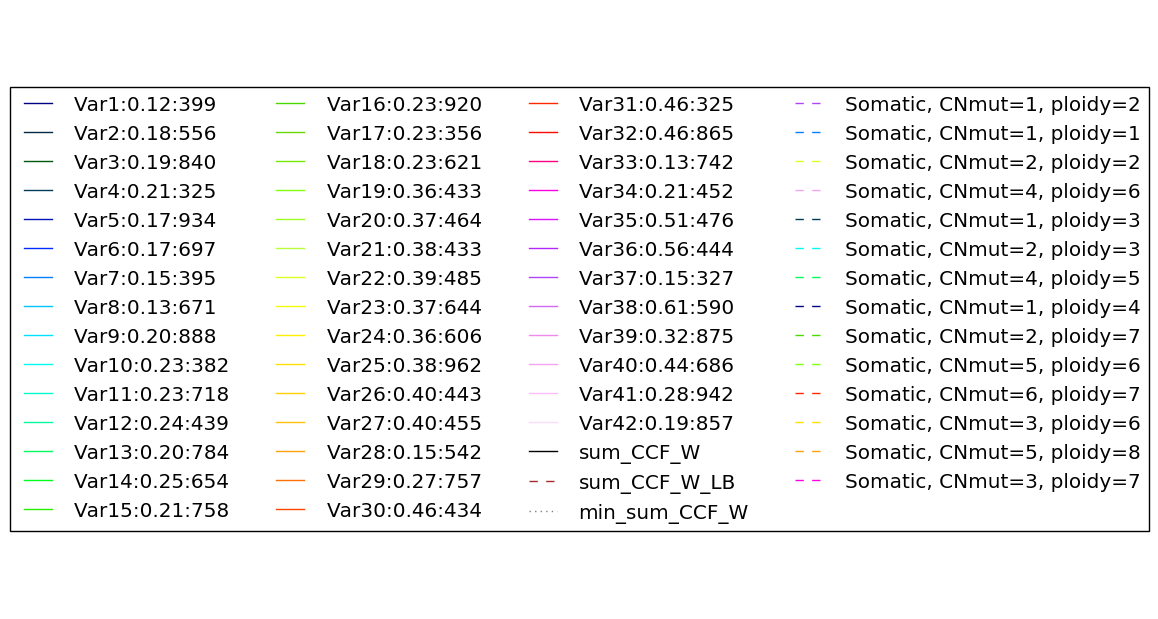 Var1:0.12:399
Var2:0.18:556
Var3:0.19:840
Var4:0.21:325
Var5:0.17:934
Var6:0.17:697
Var7:0.15:395
Var8:0.13:671
Var9:0.20:888
Var10:0.23:382
Var11:0.23:718
Var12:0.24:439
Var13:0.20:784
Var14:0.25:654
Var15:0.21:758
Var16:0.23:920
Var17:0.23:356
Var18:0.23:621
Var19:0.36:433
Var20:0.37:464
Var21:0.38:433
Var22:0.39:485
Var23:0.37:644
Var24:0.36:606
Var25:0.38:962
Var26:0.40:443
Var27:0.40:455
Var28:0.15:542
Var29:0.27:757
Var30:0.46:434
Var31:0.46:325
Var32:0.46:865
Var33:0.13:742
Var34:0.21:452
Var35:0.51:476
Var36:0.56:444
Var37:0.15:327
Var38:0.61:590
Var39:0.32:875
Var40:0.44:686
Var41:0.28:942
Var42:0.19:857
sum_CCF_W
sum_CCF_W_LB
min_sum_CCF_W
Somatic, CNmut=1, ploidy=2
Somatic, CNmut=1, ploidy=1
Somatic, CNmut=2, ploidy=2
Somatic, CNmut=4, ploidy=6
Somatic, CNmut=1, ploidy=3
Somatic, CNmut=2, ploidy=3
Somatic, CNmut=4, ploidy=5
Somatic, CNmut=1, ploidy=4
Somatic, CNmut=2, ploidy=7
Somatic, CNmut=5, ploidy=6
Somatic, CNmut=6, ploidy=7
Somatic, CNmut=3, ploidy=6
Somatic, CNmut=5, ploidy=8
Somatic, CNmut=3, ploidy=7